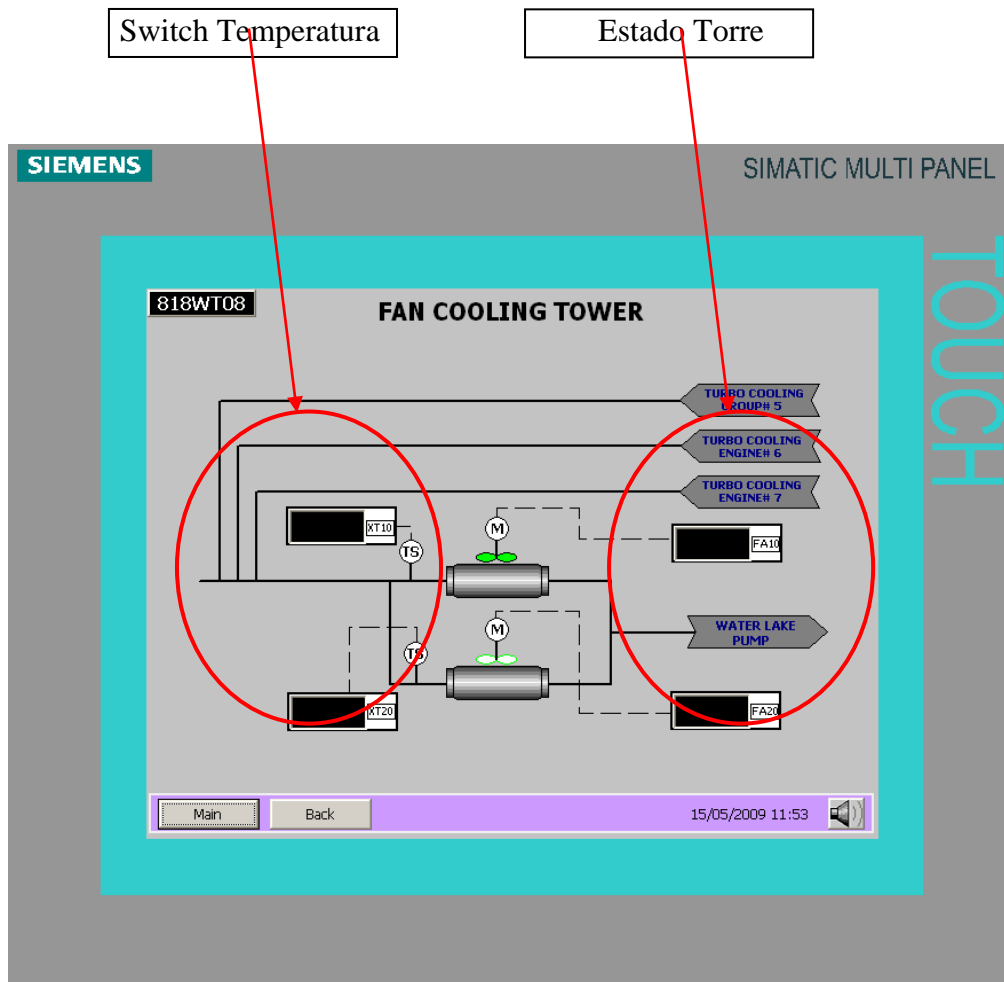 Switch Temperatura
Estado Torre
SIEMENS
SIMATIC MULTI PANEL
TOUCH
818WT08
FAN COOLING TOWER
TURBO COOLING
GROUP# 5
TURBO COOLING
ENGINE# 6
TURBO COOLING
ENGINE# 7
XT10
TS
M
FA10
WATER LAKE
PUMP
M
TS
XT20
FA20
Main
Back
15/05/2009 11:53